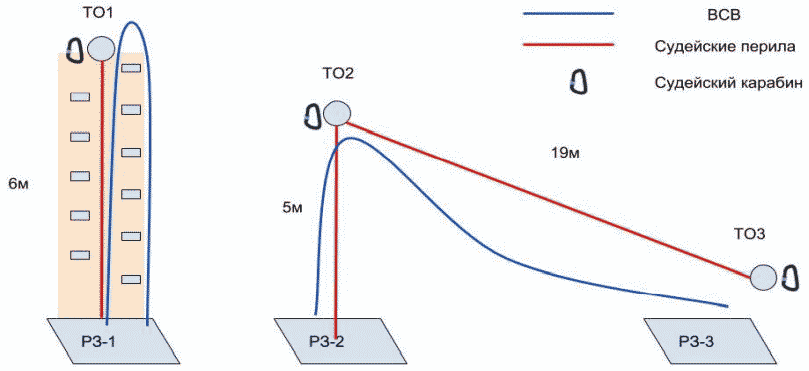 ТО1
ВСВ
Судейские перила
ТО2
Судейский карабин
19м
6м
5м
ТО3
РЗ-1
РЗ-2
РЗ-3